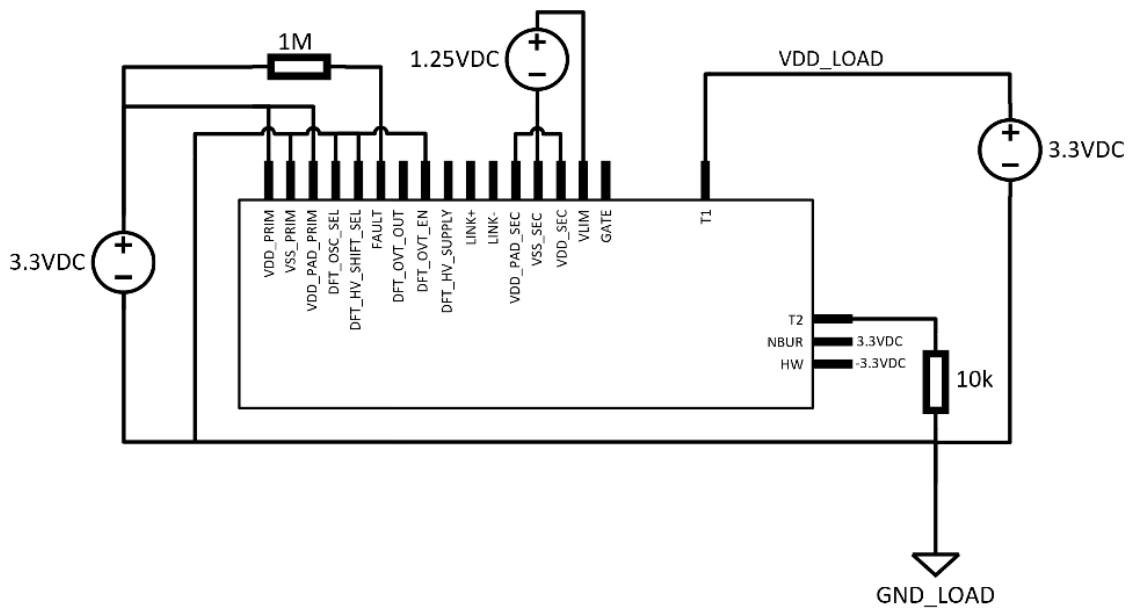 1M
1.25VDC
VDD_LOAD
+
−
+
−
3.3VDC
3.3VDC
+
−
VDD_PRIM
VSS_PRIM
VDD_PAD_PRIM
DFT_OSC_SEL
DFT_HV_SHIFT_SEL
FAULT
DFT_OVT_OUT
DFT_OVT_EN
DFT_HV_SUPPLY
LINK+
LINK-
VDD_PAD_SEC
VSS_SEC
VDD_SEC
VLIM
GATE
T1
T2
NBUR 3.3VDC
HW -3.3VDC
10k
GND_LOAD